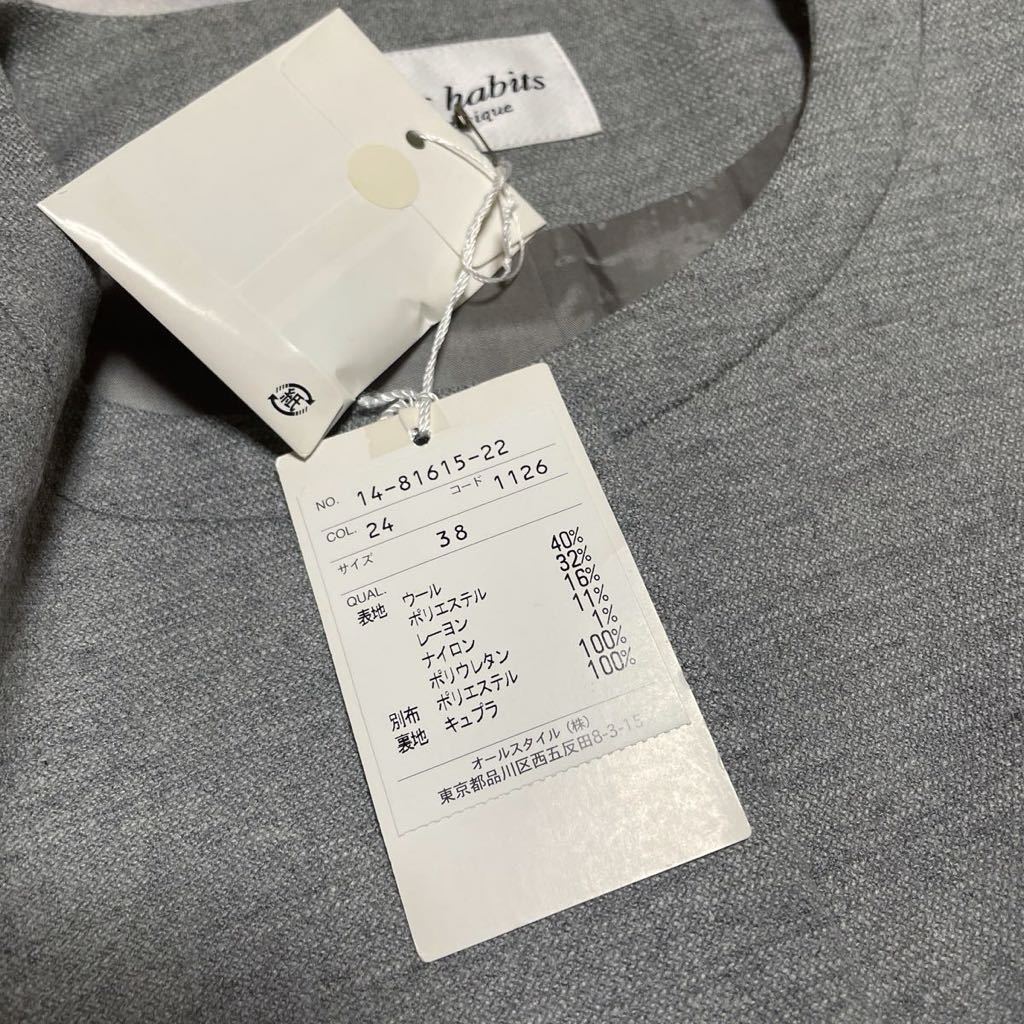 habits
NO. 14-81615-22
COL. 24 コード 1126
サイズ 38
QUAL.
表地 ウール 40%
ポリエステル 32%
レーヨン 16%
ナイロン 11%
ポリウレタン 1%
別布 ポリエステル 100%
裏地 キュプラ 100%
オールスタイル(株)
東京都品川区西五反田8-3-15